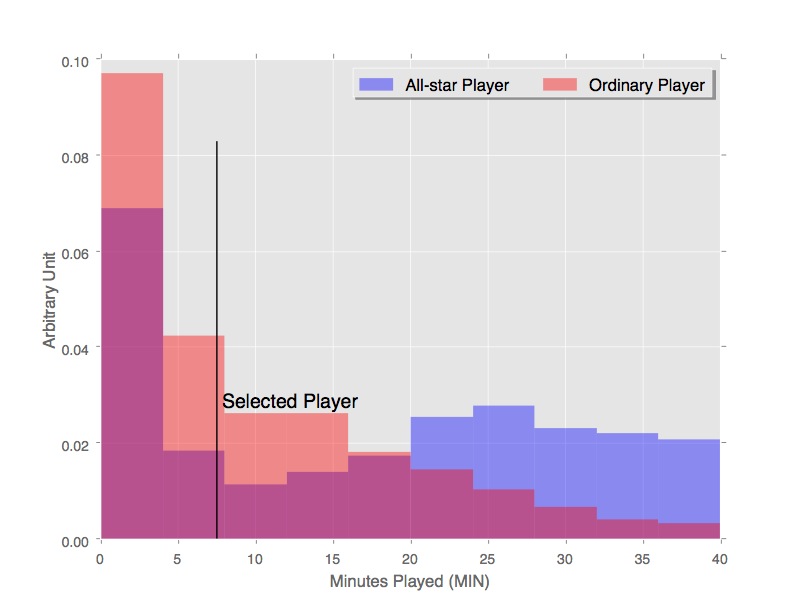 0.10
0.08
0.06
0.04
0.02
0.00
Arbitrary Unit
All-star Player
Ordinary Player
Selected Player
0 5 10 15 20 25 30 35 40
Minutes Played (MIN)